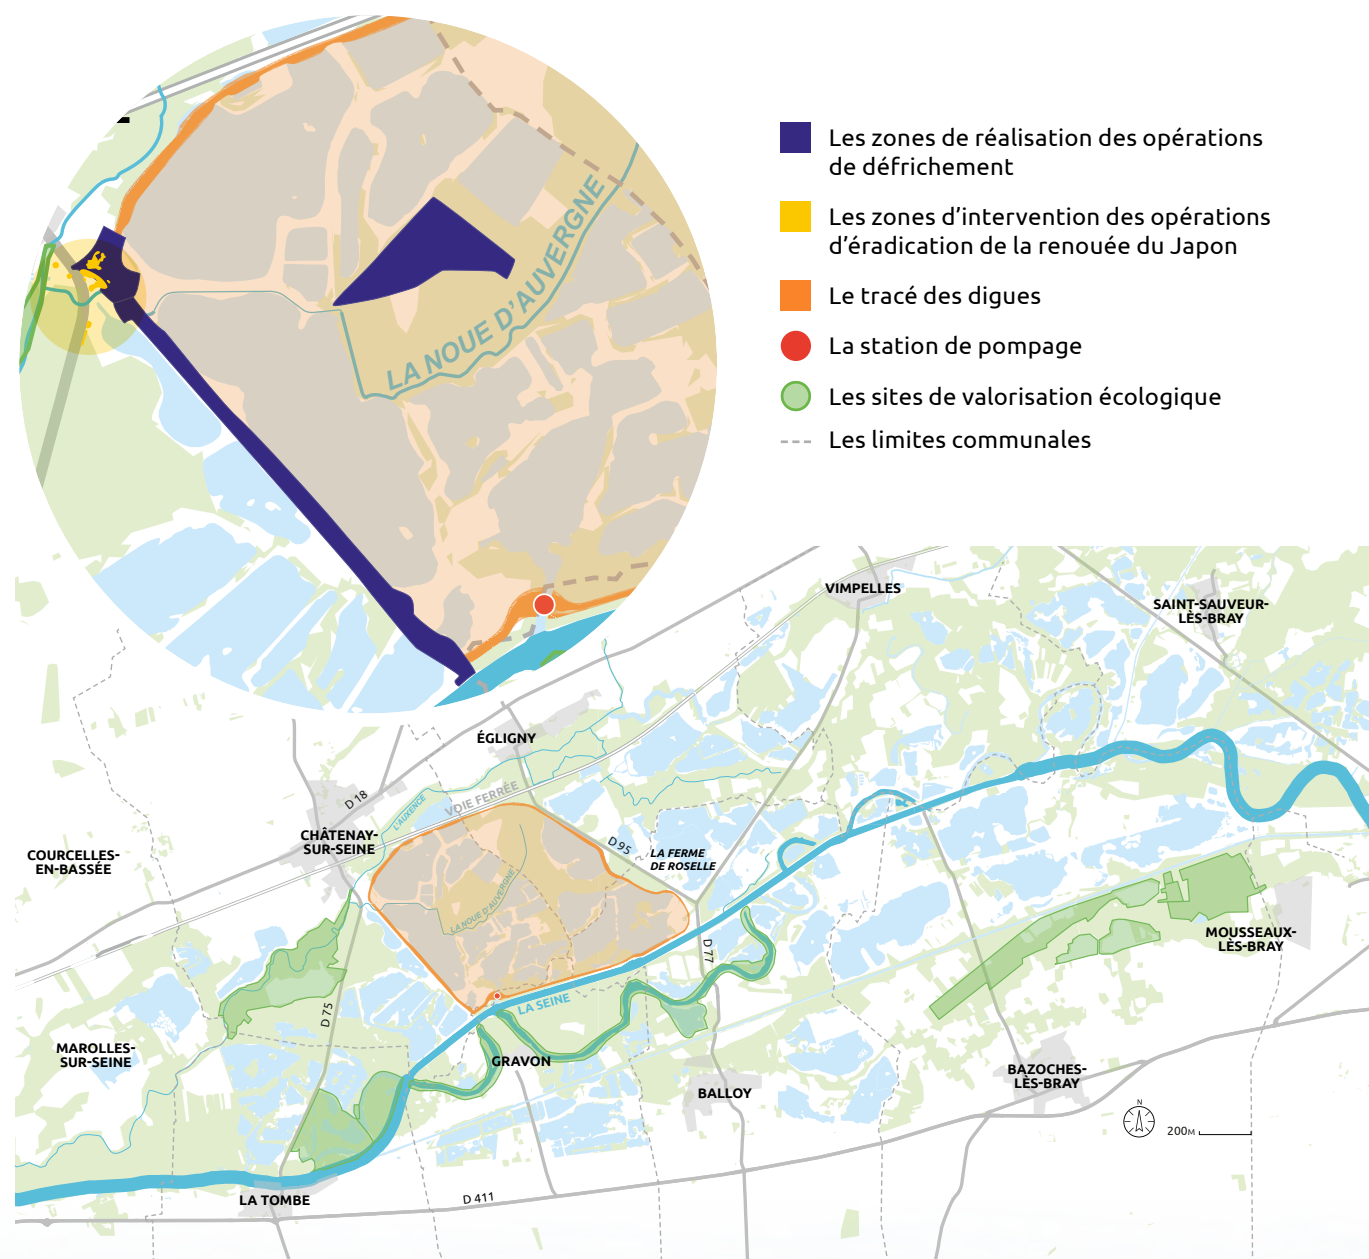 Les zones de réalisation des opérations
de défrichement
Les zones d'intervention des opérations
d'éradication de la renouée du Japon
Le tracé des digues
La station de pompage
Les sites de valorisation écologique
Les limites communales
LA NOUE D'AUVERGNE
VIMPELLES
SAINT-SAUVEUR-
LÈS-BRAY
ÉGLIGNY
VOIE FERRÉE
D 18
L'AUXENCE
CHÂTENAY-
SUR-SEINE
COURCELLES-
EN-BASSÉE
D 95
LA FERME
DE ROSELLE
LA NOUE D'AUVERGNE
D 77
MOUSSEAUX-
LÈS-BRAY
LA SEINE
D 75
MAROLLES-
SUR-SEINE
GRAVON
BALLOY
BAZOCHES-
LÈS-BRAY
N
200M
LA TOMBE
D 411